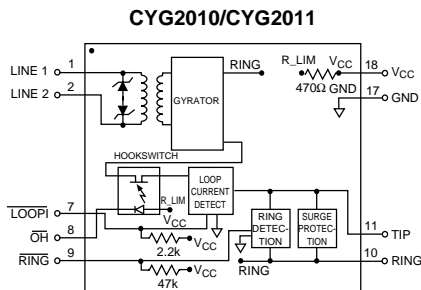 CYG2010/CYG2011
LINE 1 1
LINE 2 2
GYRATOR
RING
R_LIM VCC
470Ω GND
18 VCC
17 GND
HOOKSWITCH
R_LIM
VCC
LOOP
CURRENT
DETECT
LOOPI 7
OH 8
RING 9
2.2k
VCC
47k
VCC
RING
DETEC-
TION
SURGE
PROTEC-
TION
RING
11 TIP
10 RING